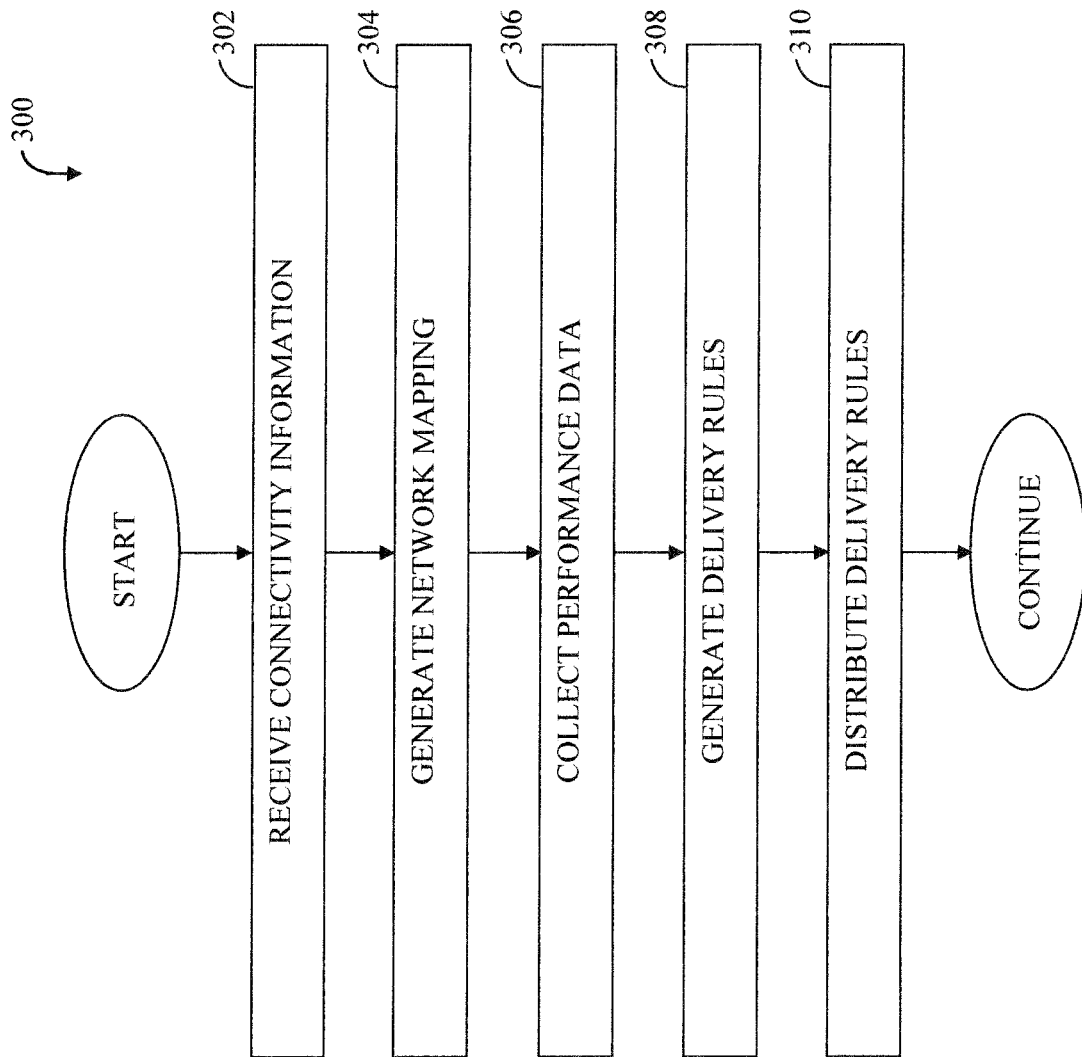 300
START
302
RECEIVE CONNECTIVITY INFORMATION
304
GENERATE NETWORK MAPPING
306
COLLECT PERFORMANCE DATA
308
GENERATE DELIVERY RULES
310
DISTRIBUTE DELIVERY RULES
CONTINUE